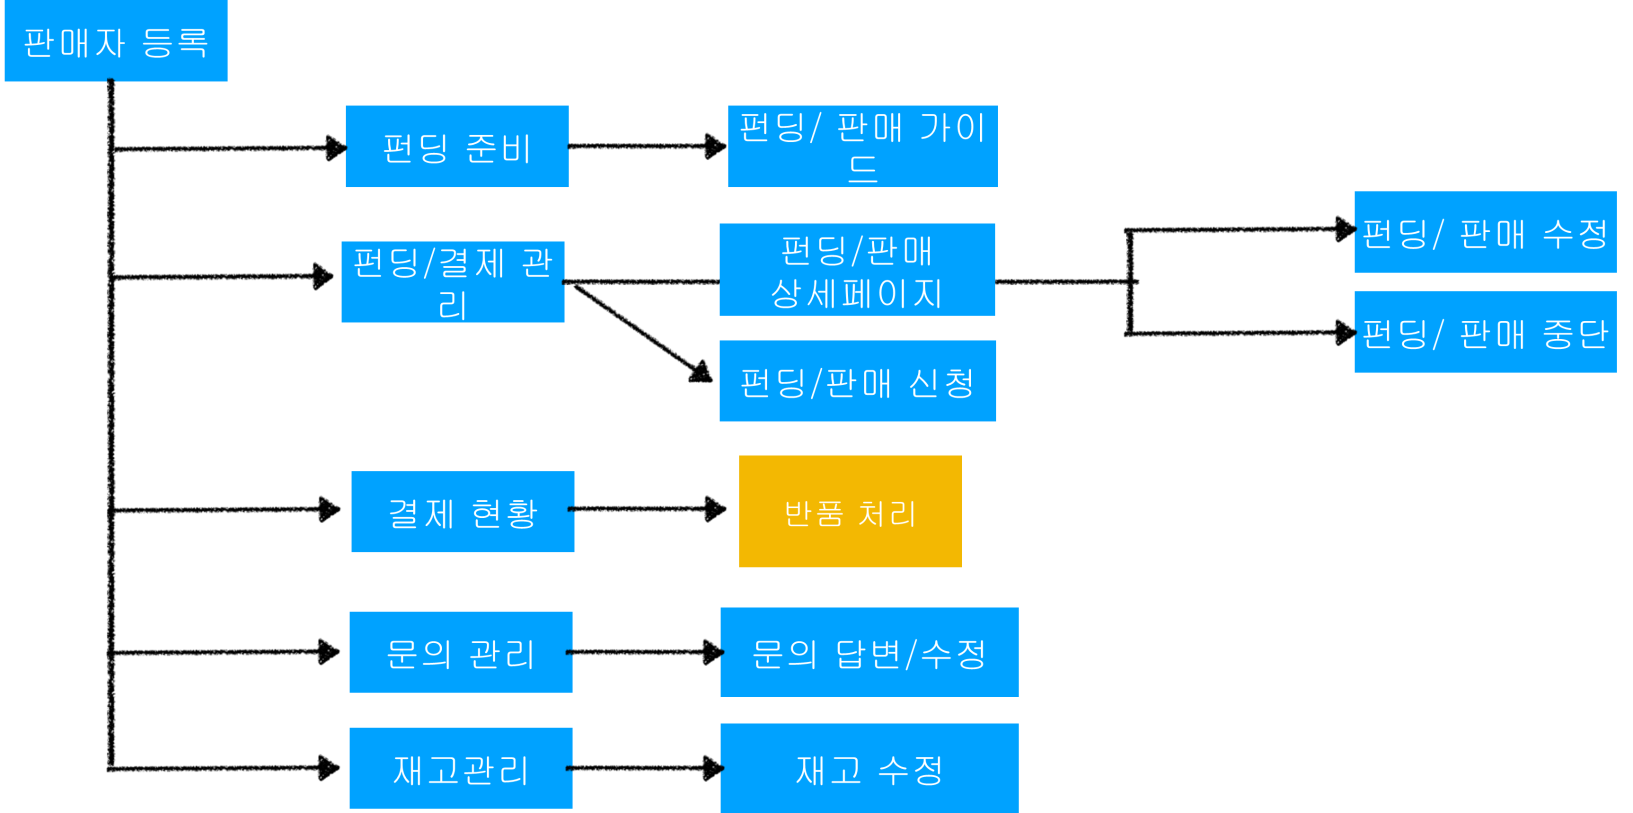 판매자 등록
펀딩 준비
펀딩/ 판매 가이
드
펀딩/결제 관
리
펀딩/판매
상세페이지
펀딩/ 판매 수정
펀딩/ 판매 중단
펀딩/판매 신청
결제 현황
반품 처리
문의 관리
문의 답변/수정
재고관리
재고 수정